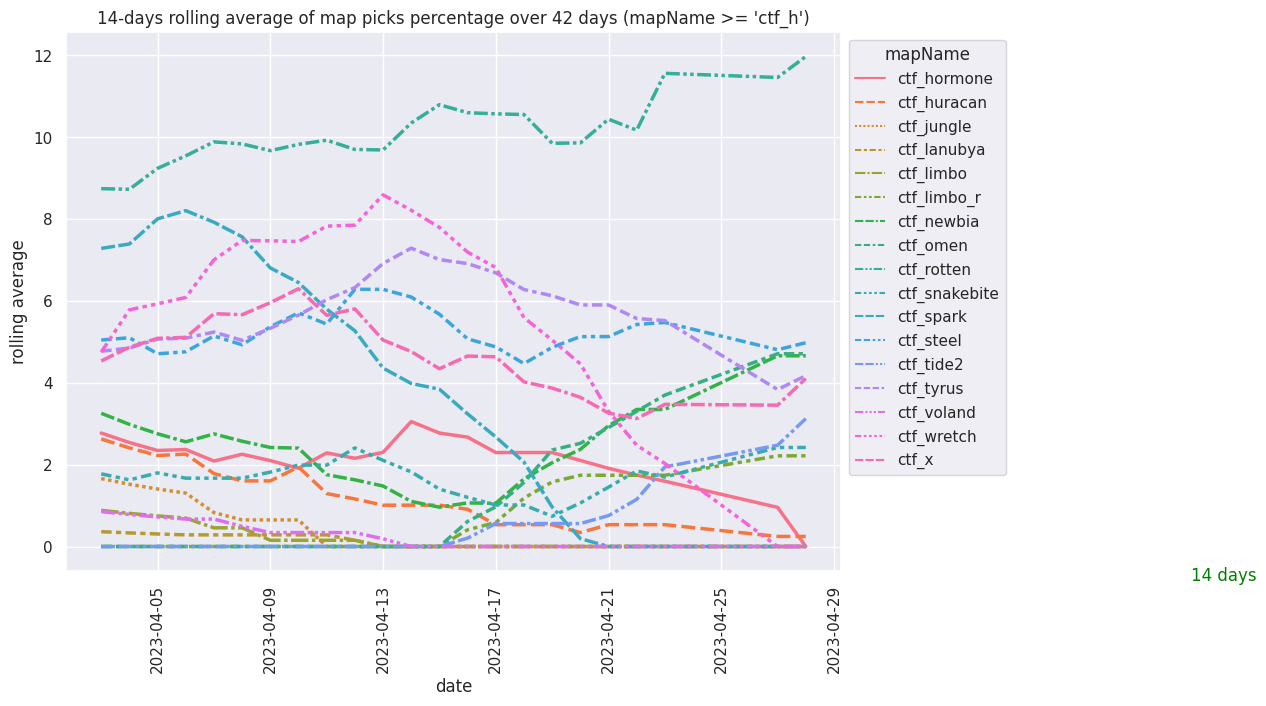 14-days rolling average of map picks percentage over 42 days (mapName >= 'ctf_h')
rolling average
12
10
8
6
4
2
0
2023-04-05
2023-04-09
2023-04-13
2023-04-17
2023-04-21
2023-04-25
2023-04-29
date
mapName
ctf_hormone
ctf_huracan
ctf_jungle
ctf_lanubya
ctf_limbo
ctf_limbo_r
ctf_newbia
ctf_omen
ctf_rotten
ctf_snakebite
ctf_spark
ctf_steel
ctf_tide2
ctf_tyrus
ctf_voland
ctf_wretch
ctf_x
14 days